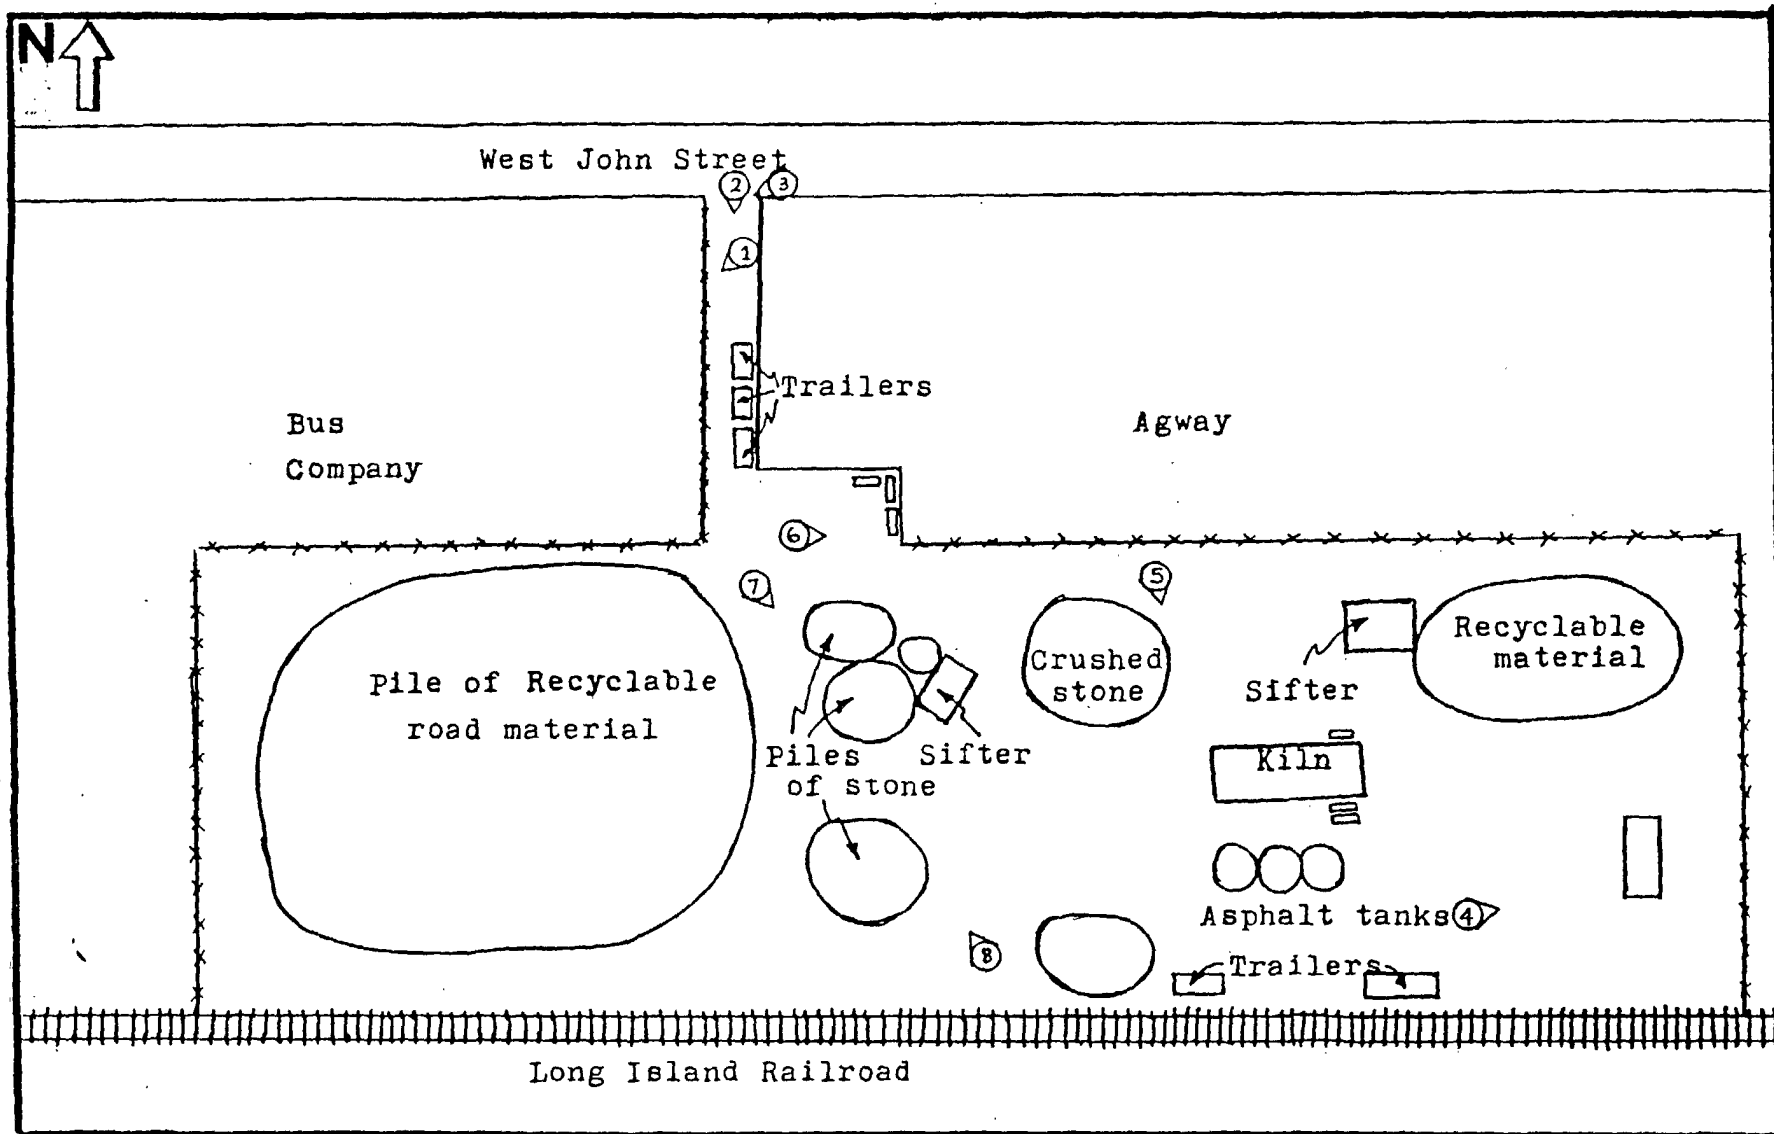 N
West John Street
2
3
1
Trailers
Bus
Company
Agway
6
7
5
Pile of Recyclable
road material
Crushed
stone
Recyclable
material
Sifter
Kiln
Piles
of stone
Sifter
Asphalt tanks
4
8
Trailers
Long Island Railroad